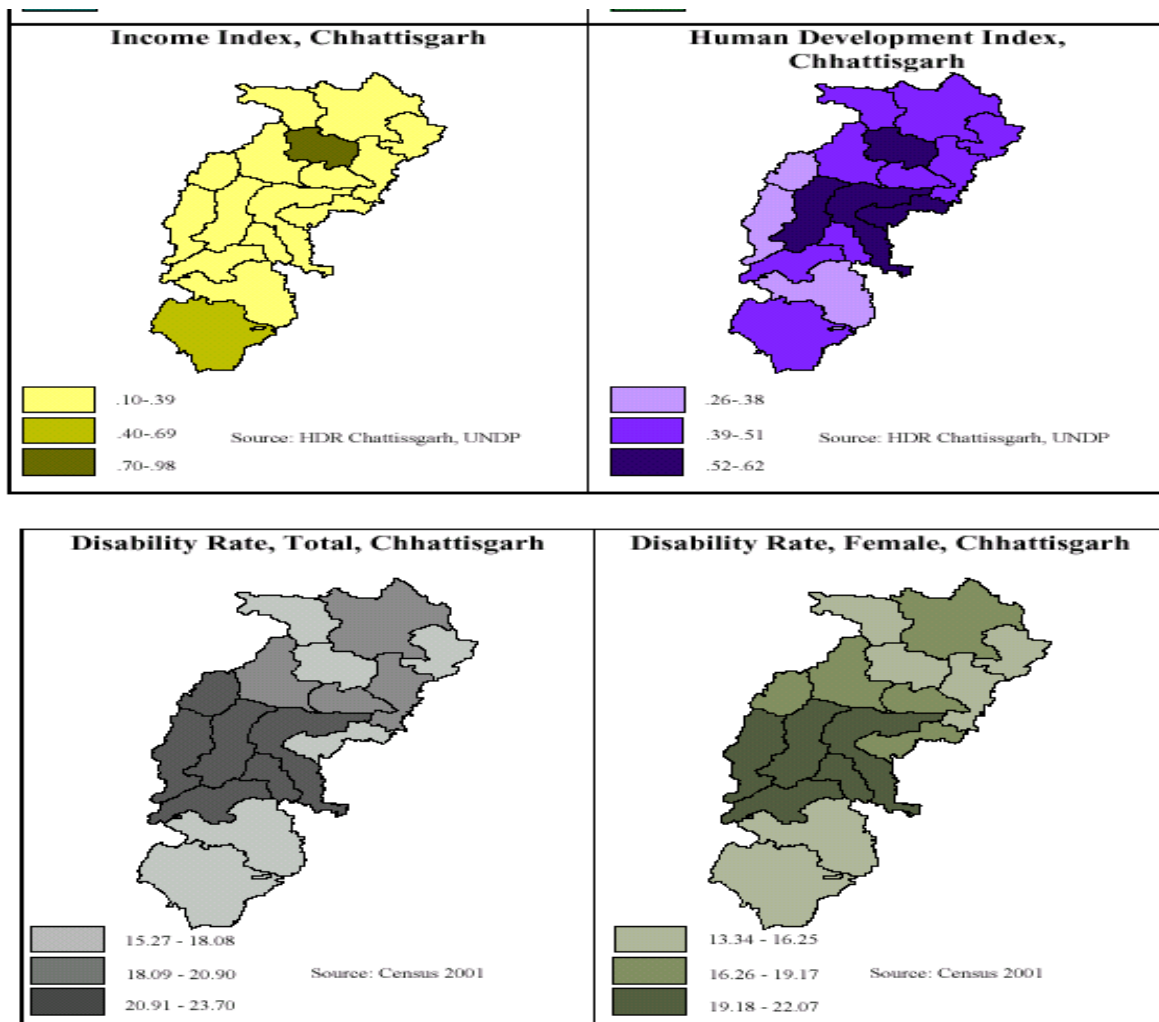 Income Index, Chhattisgarh
.10-.39
.40-.69
.70-.98
Source: HDR Chattissgarh, UNDP
Human Development Index,
Chhattisgarh
.26-.38
.39-.51
.52-.62
Source: HDR Chattissgarh, UNDP
Disability Rate, Total, Chhattisgarh
15.27 - 18.08
18.09 - 20.90
20.91 - 23.70
Source: Census 2001
Disability Rate, Female, Chhattisgarh
13.34 - 16.25
16.26 - 19.17
19.18 - 22.07
Source: Census 2001